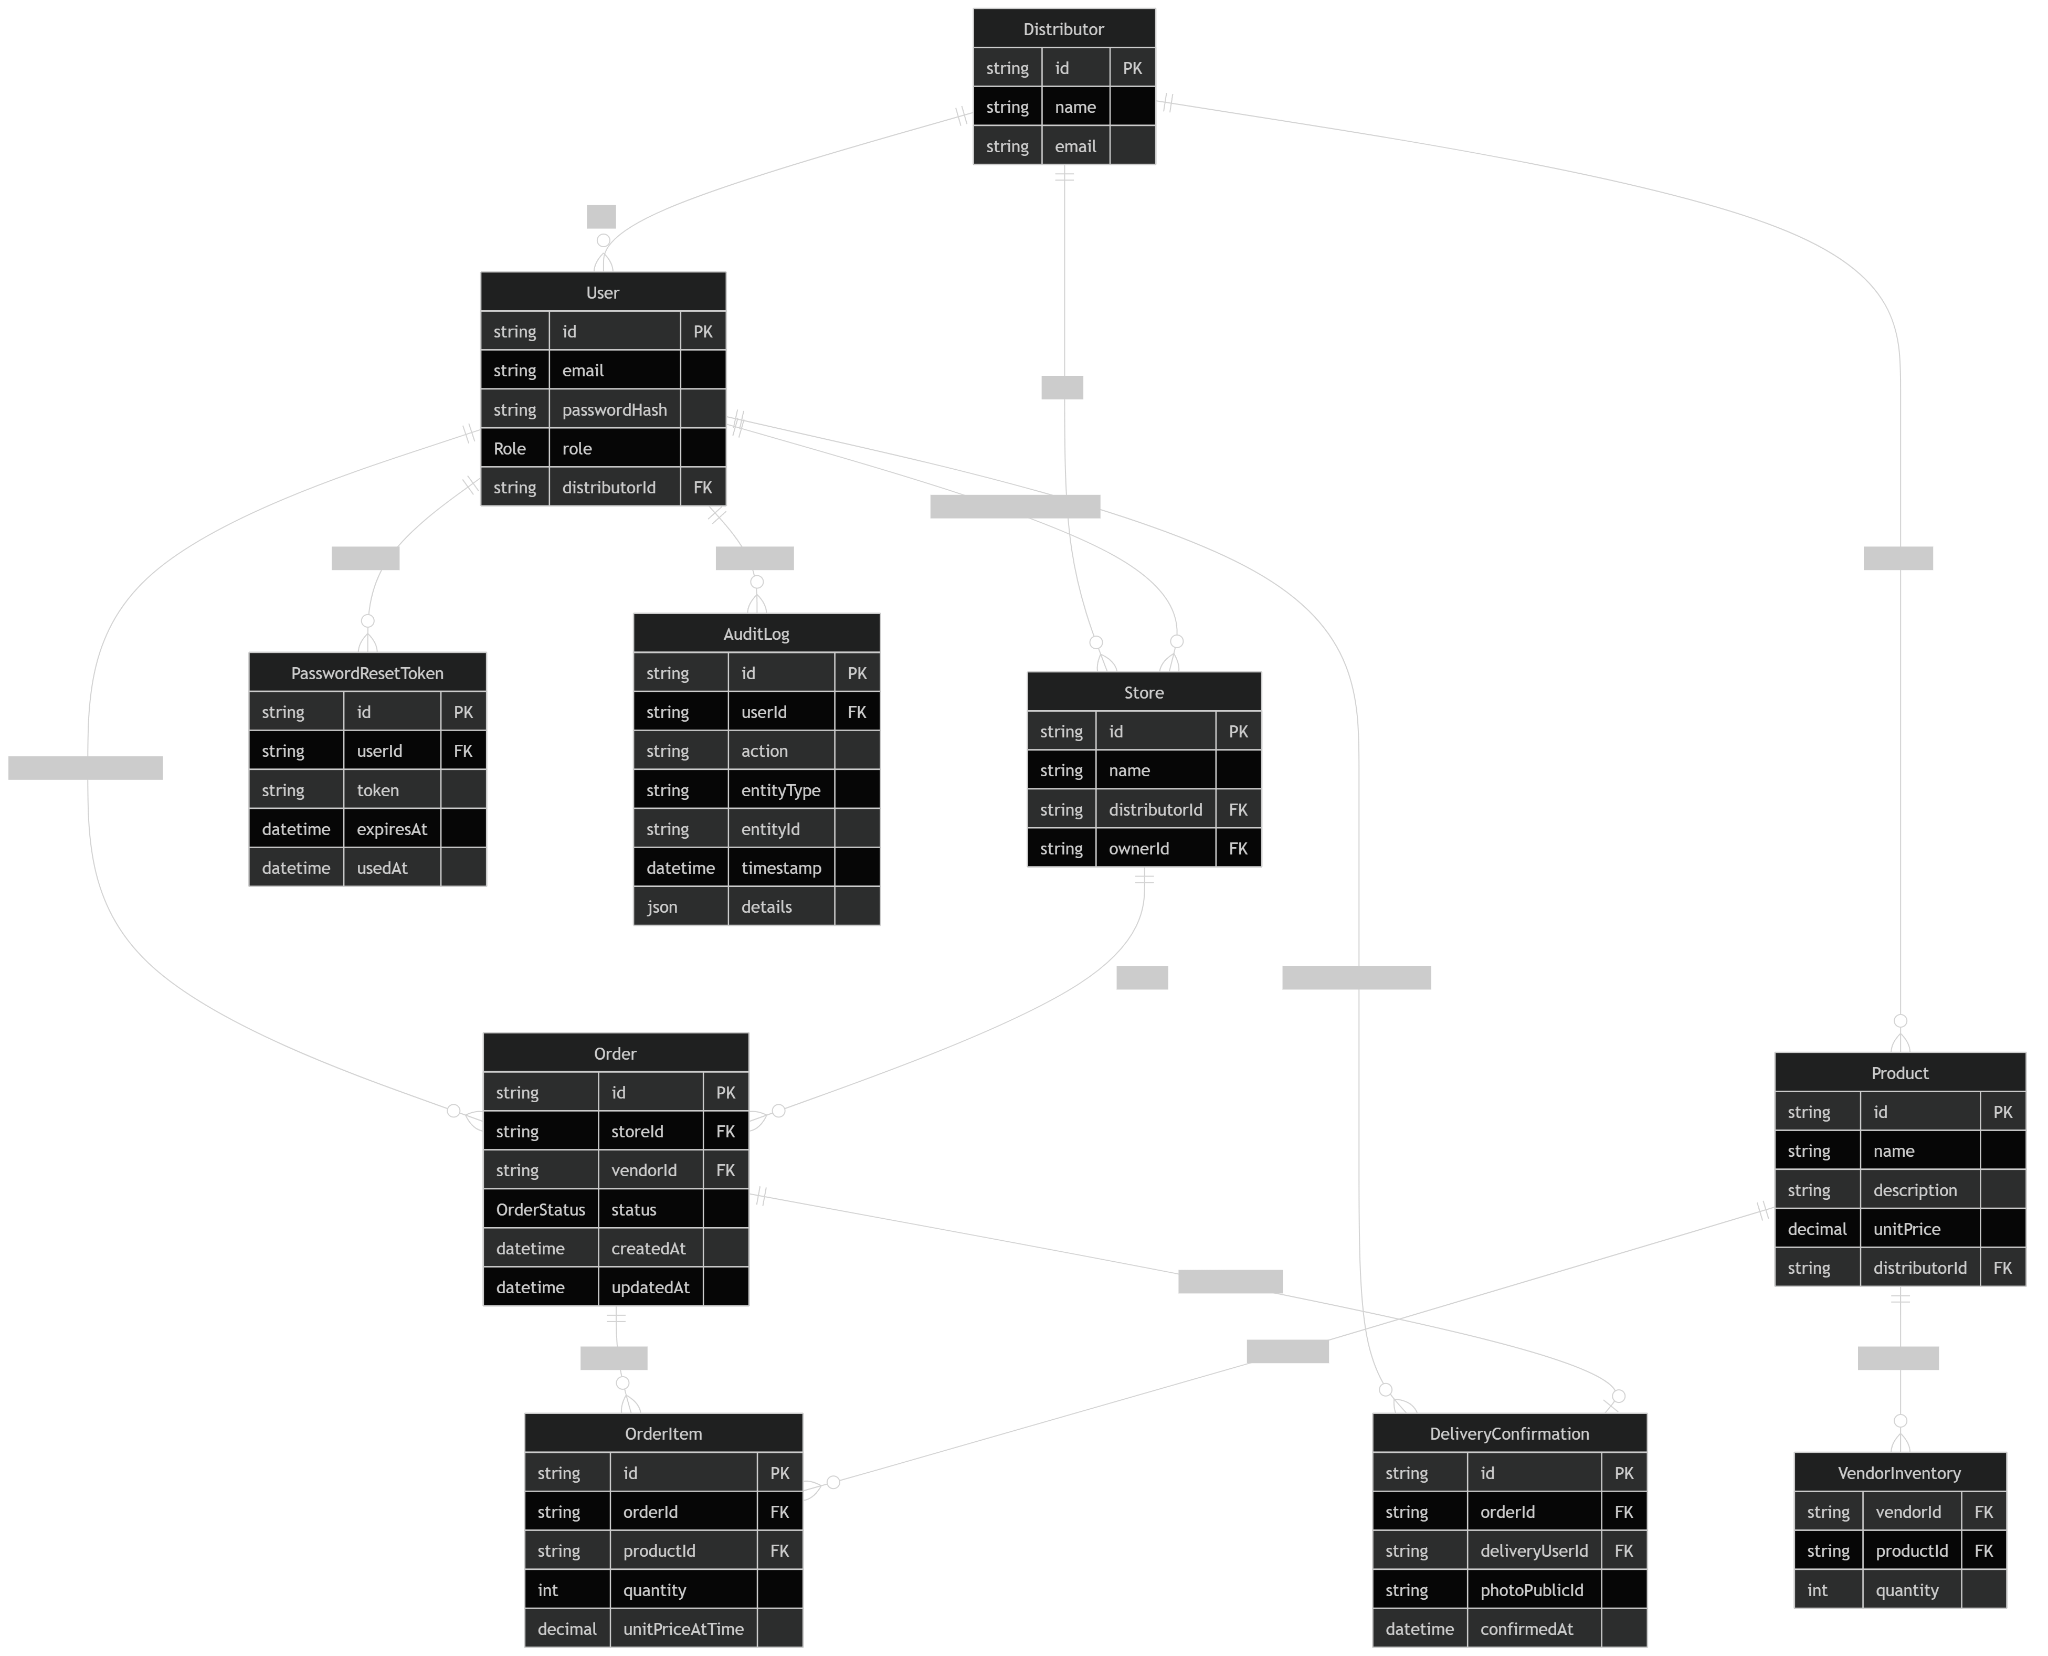 Distributor
string id PK
string name
string email
User
string id PK
string email
string passwordHash
Role role
string distributorId FK
PasswordResetToken
string id PK
string userId FK
string token
datetime expiresAt
datetime usedAt
AuditLog
string id PK
string userId FK
string action
string entityType
string entityId
datetime timestamp
json details
Store
string id PK
string name
string distributorId FK
string ownerId FK
Order
string id PK
string storeId FK
string vendorId FK
OrderStatus status
datetime createdAt
datetime updatedAt
Product
string id PK
string name
string description
decimal unitPrice
string distributorId FK
OrderItem
string id PK
string orderId FK
string productId FK
int quantity
decimal unitPriceAtTime
DeliveryConfirmation
string id PK
string orderId FK
string deliveryUserId FK
string photoPublicId
datetime confirmedAt
VendorInventory
string vendorId FK
string productId FK
int quantity